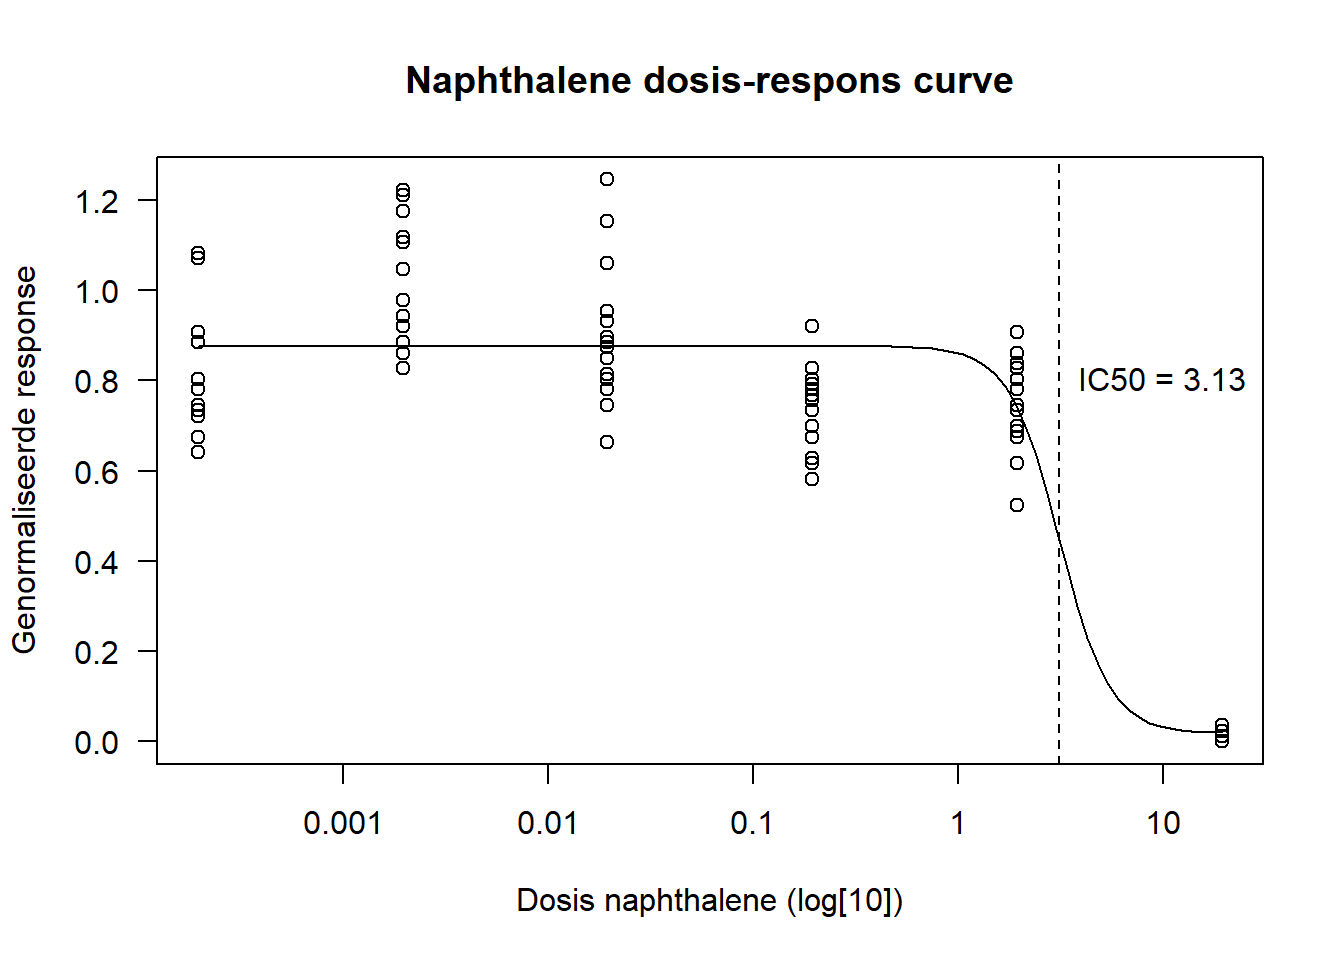 Naphthalene dosis-respons curve
Genormaliseerde response
1.2
1.0
0.8
0.6
0.4
0.2
0.0
IC50 = 3.13
0.001 0.01 0.1 1 10
Dosis naphthalene (log[10])